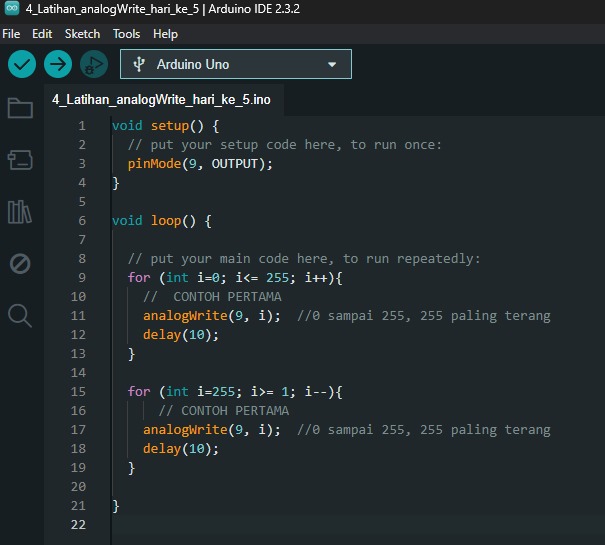 4_Latihan_analogWrite_hari_ke_5 | Arduino IDE 2.3.2
File Edit Sketch Tools Help
Arduino Uno
4_Latihan_analogWrite_hari_ke_5.ino
1 void setup() {
2 // put your setup code here, to run once:
3 pinMode(9, OUTPUT);
4 }
5
6 void loop() {
7
8 // put your main code here, to run repeatedly:
9 for (int i=0; i<= 255; i++){
10 //  CONTOH PERTAMA
11 analogWrite(9, i);  //0 sampai 255, 255 paling terang
12 delay(10);
13 }
14
15 for (int i=255; i>= 1; i--){
16 // CONTOH PERTAMA
17 analogWrite(9, i);  //0 sampai 255, 255 paling terang
18 delay(10);
19 }
20
21 }
22